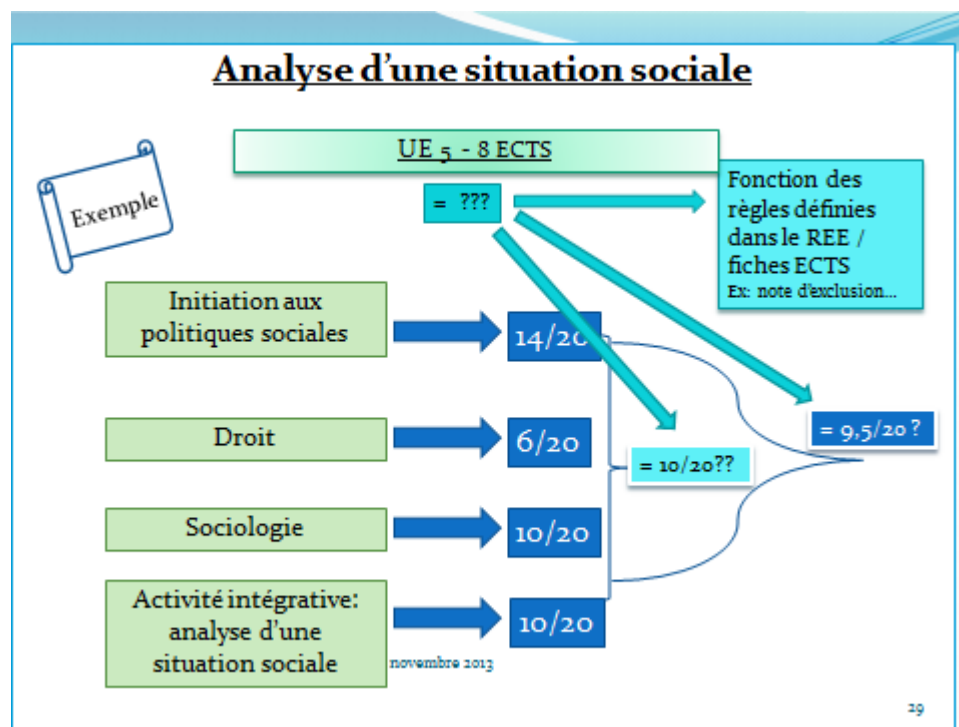 Analyse d'une situation sociale
UE 5 - 8 ECTS
Exemple
= ???
Fonction des
règles définies
dans le REE /
fiches ECTS
Ex: note d'exclusion...
Initiation aux
politiques sociales
14/20
Droit
6/20
= 9,5/20 ?
= 10/20??
Sociologie
10/20
Activité intégrative:
analyse d'une
situation sociale
10/20
novembre 2013
29